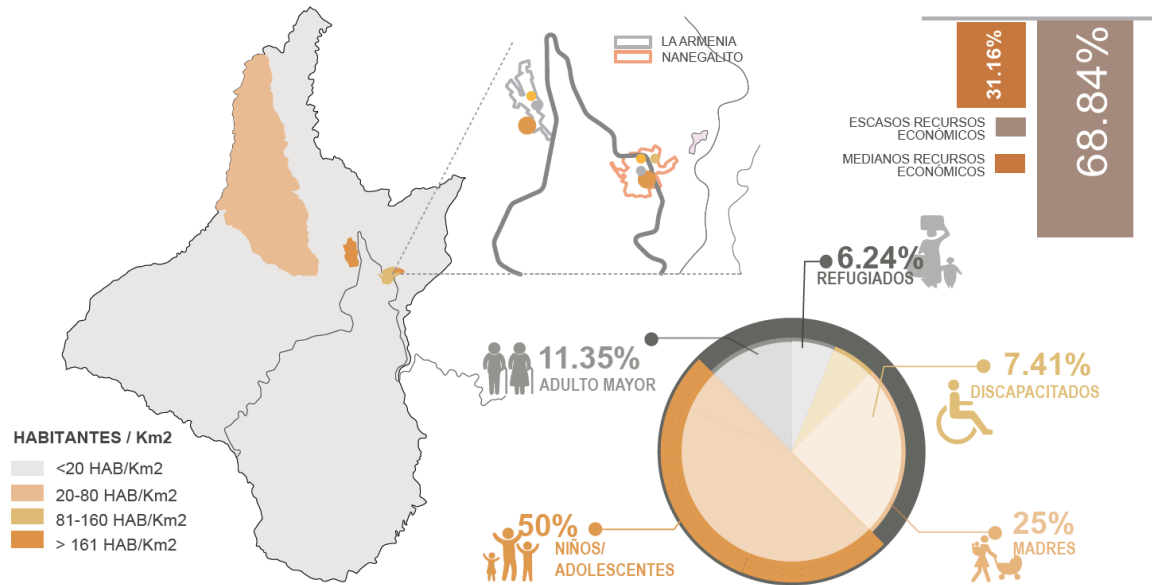 LA ARMENIA
NANEGALITO
31.16%
68.84%
ESCASOS RECURSOS
ECONÓMICOS
MEDIANOS RECURSOS
ECONÓMICOS
6.24%
REFUGIADOS
11.35%
ADULTO MAYOR
7.41%
DISCAPACITADOS
HABITANTES / Km2
<20 HAB/Km2
20-80 HAB/Km2
81-160 HAB/Km2
> 161 HAB/Km2
50%
NIÑOS/
ADOLESCENTES
25%
MADRES